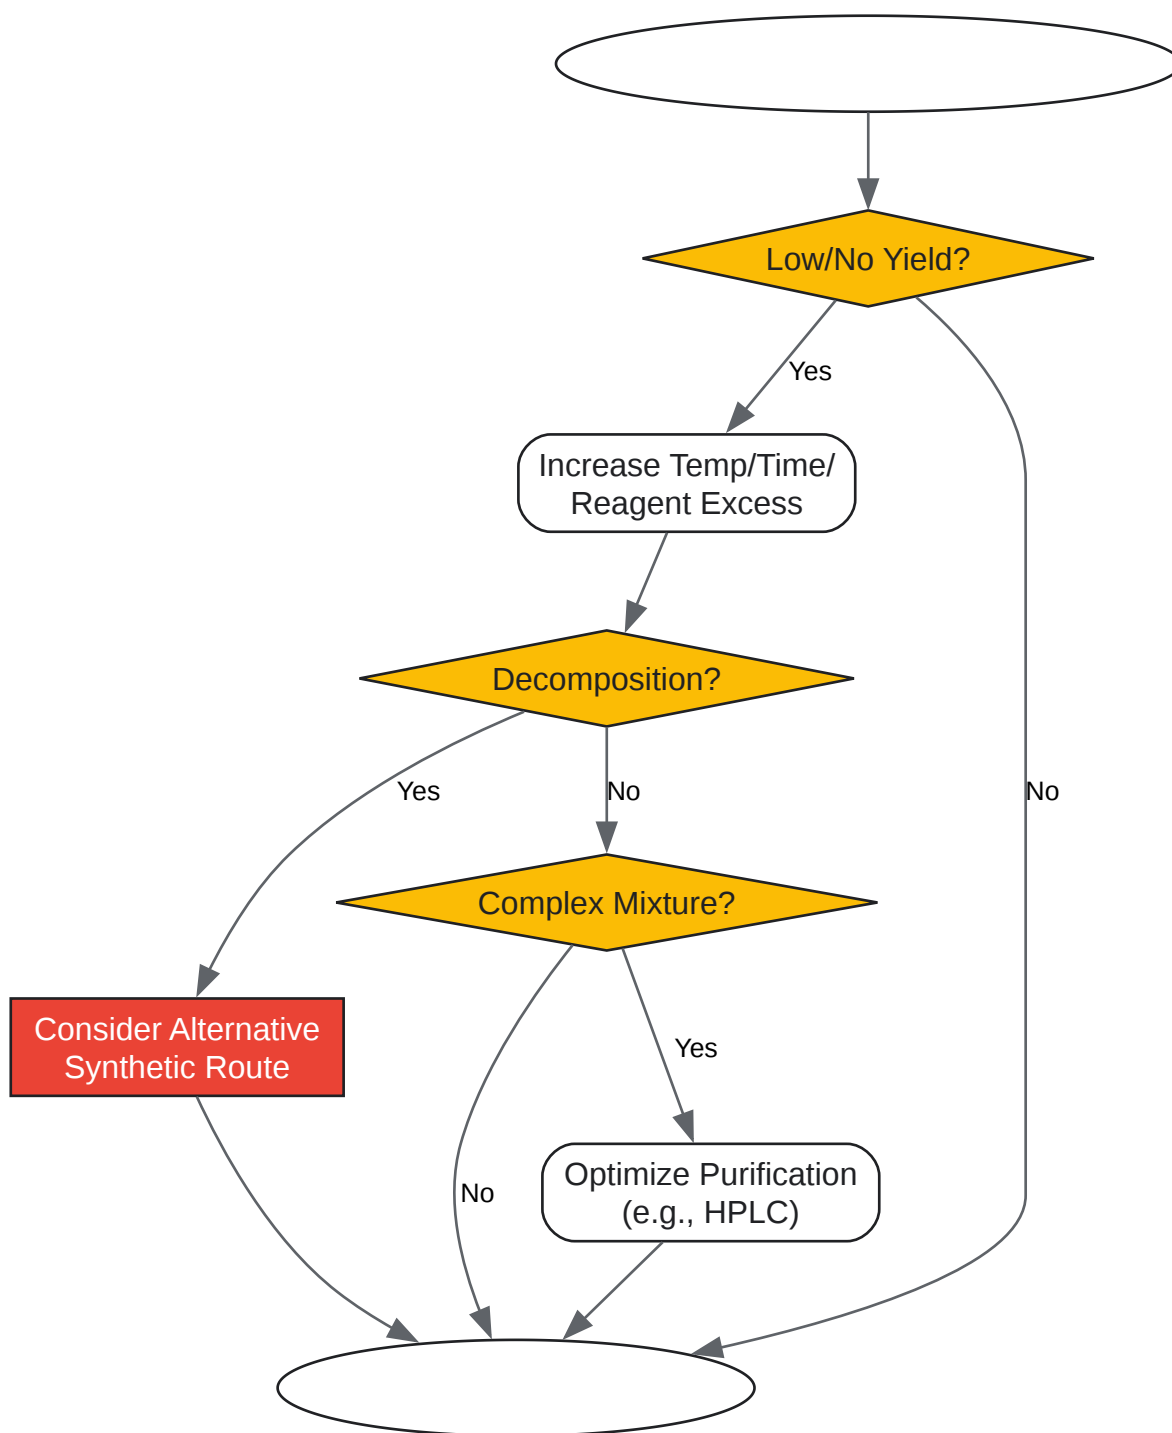 Low/No Yield?
Yes
Increase Temp/Time/
Reagent Excess
Decomposition?
Yes
No
No
Complex Mixture?
Consider Alternative
Synthetic Route
Yes
No
Optimize Purification
(e.g., HPLC)